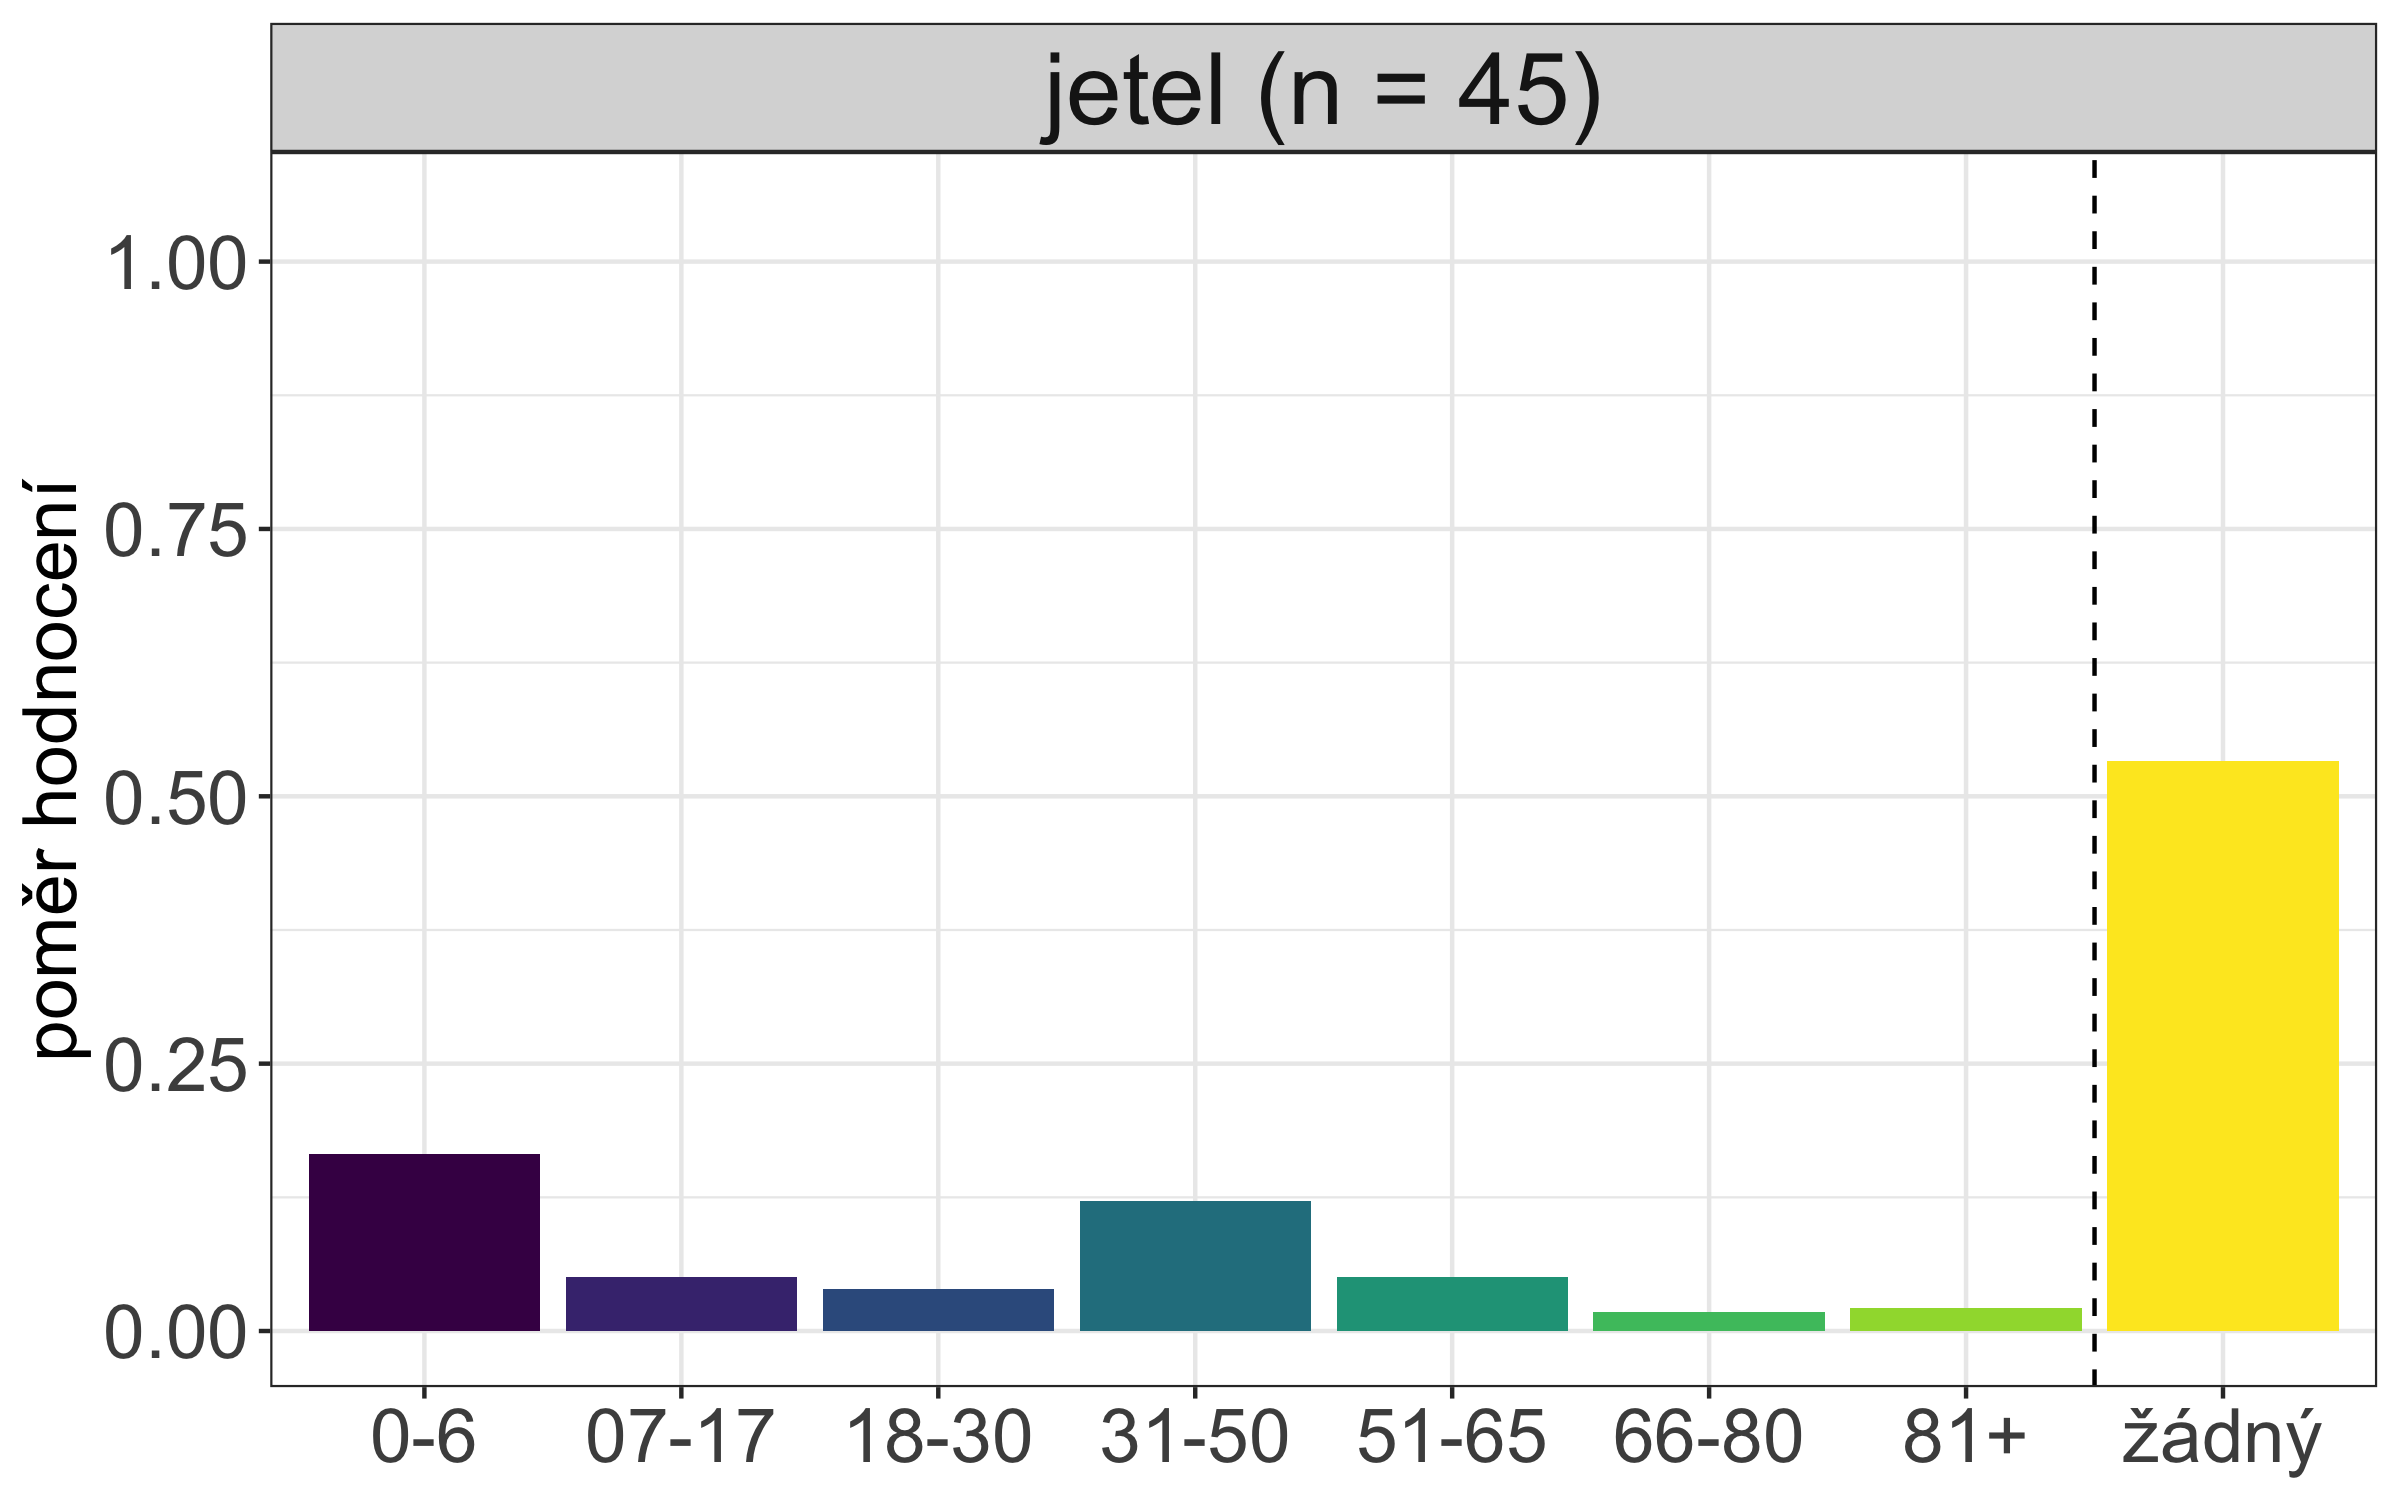 jetel (n = 45)
poměr hodnocení
1.00
0.75
0.50
0.25
0.00
0-6 07-17 18-30 31-50 51-65 66-80 81+ žádný